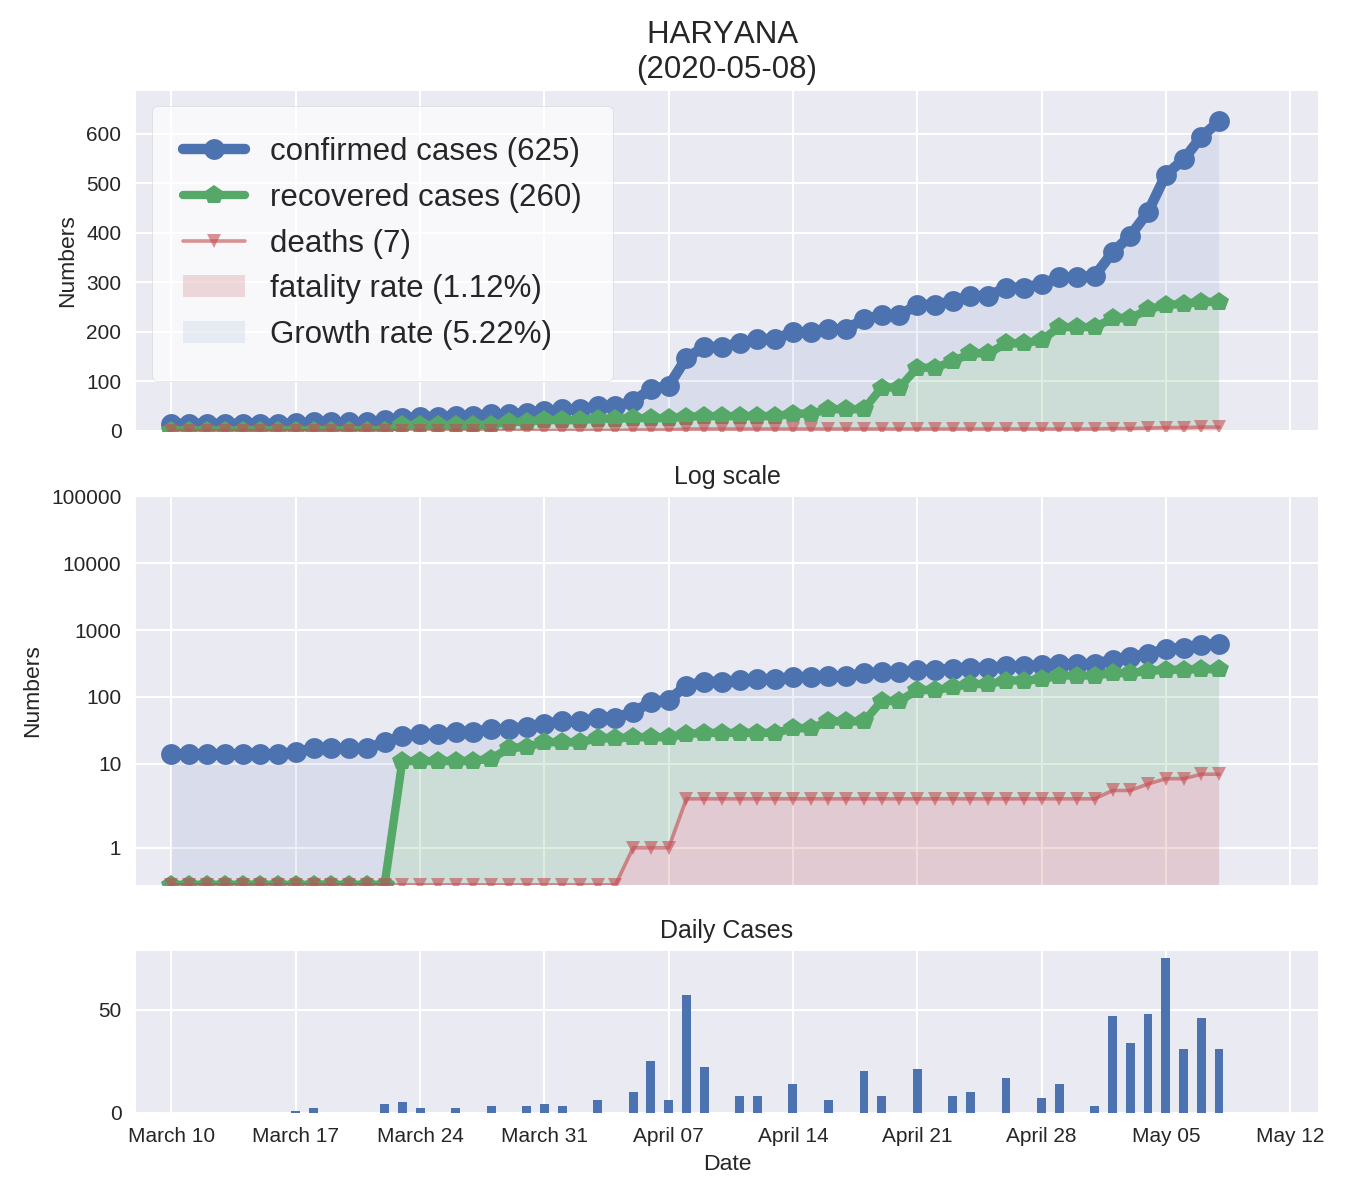 HARYANA
(2020-05-08)
600
500
400
300
200
100
0
Numbers
confirmed cases (625)
recovered cases (260)
deaths (7)
fatality rate (1.12%)
Growth rate (5.22%)
Log scale
100000
10000
1000
100
10
1
Numbers
Daily Cases
50
0
March 10 March 17 March 24 March 31 April 07 April 14 April 21 April 28 May 05 May 12
Date